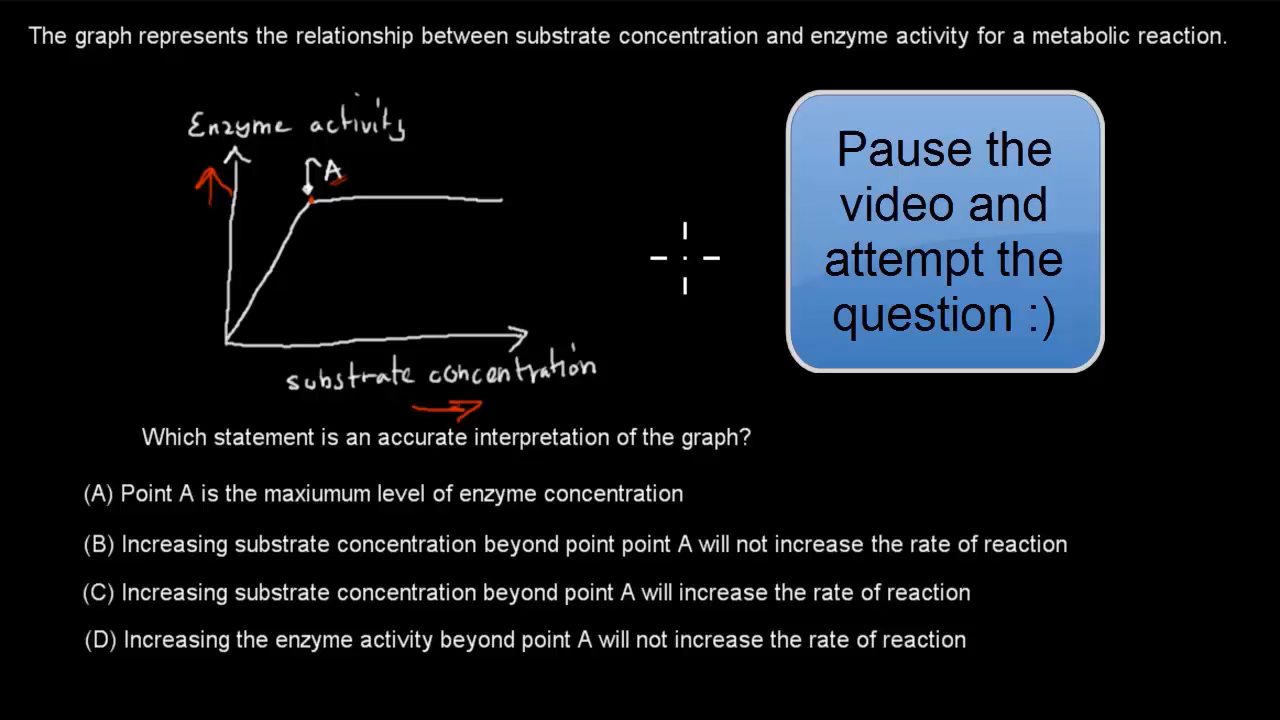 The graph represents the relationship between substrate concentration and enzyme activity for a metabolic reaction.
Enzyme activity
A
Pause the
video and
attempt the
question :)
substrate concentration
Which statement is an accurate interpretation of the graph?
(A) Point A is the maxiumum level of enzyme concentration
(B) Increasing substrate concentration beyond point point A will not increase the rate of reaction
(C) Increasing substrate concentration beyond point A will increase the rate of reaction
(D) Increasing the enzyme activity beyond point A will not increase the rate of reaction